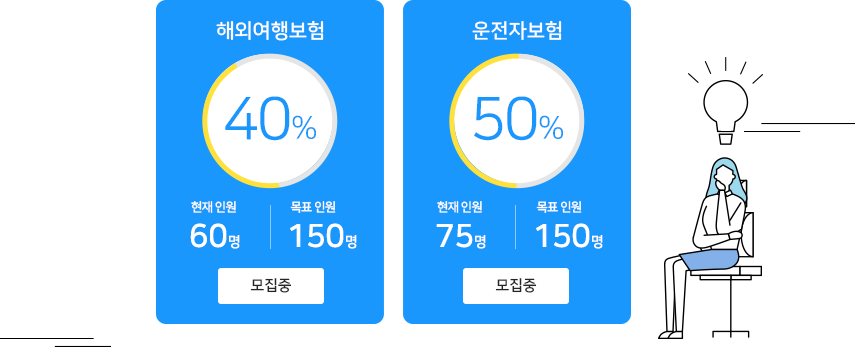 해외여행보험
40%
현재 인원 목표 인원
60명 150명
모집중
운전자보험
50%
현재 인원 목표 인원
75명 150명
모집중